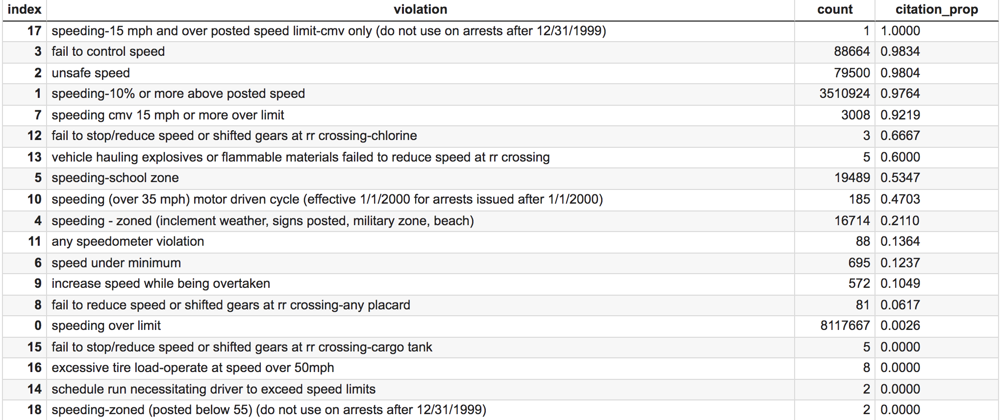 index violation count citation_prop
17 speeding-15 mph and over posted speed limit-cmv only (do not use on arrests after 12/31/1999) 1 1.0000
3 fail to control speed 88664 0.9834
2 unsafe speed 79500 0.9804
1 speeding-10% or more above posted speed 3510924 0.9764
7 speeding cmv 15 mph or more over limit 3008 0.9219
12 fail to stop/reduce speed or shifted gears at rr crossing-chlorine 3 0.6667
13 vehicle hauling explosives or flammable materials failed to reduce speed at rr crossing 5 0.6000
5 speeding-school zone 19489 0.5347
10 speeding (over 35 mph) motor driven cycle (effective 1/1/2000 for arrests issued after 1/1/2000) 185 0.4703
4 speeding - zoned (inclement weather, signs posted, military zone, beach) 16714 0.2110
11 any speedometer violation 88 0.1364
6 speed under minimum 695 0.1237
9 increase speed while being overtaken 572 0.1049
8 fail to reduce speed or shifted gears at rr crossing-any placard 81 0.0617
0 speeding over limit 8117667 0.0026
15 fail to stop/reduce speed or shifted gears at rr crossing-cargo tank 5 0.0000
16 excessive tire load-operate at speed over 50mph 8 0.0000
14 schedule run necessitating driver to exceed speed limits 2 0.0000
18 speeding-zoned (posted below 55) (do not use on arrests after 12/31/1999) 2 0.0000